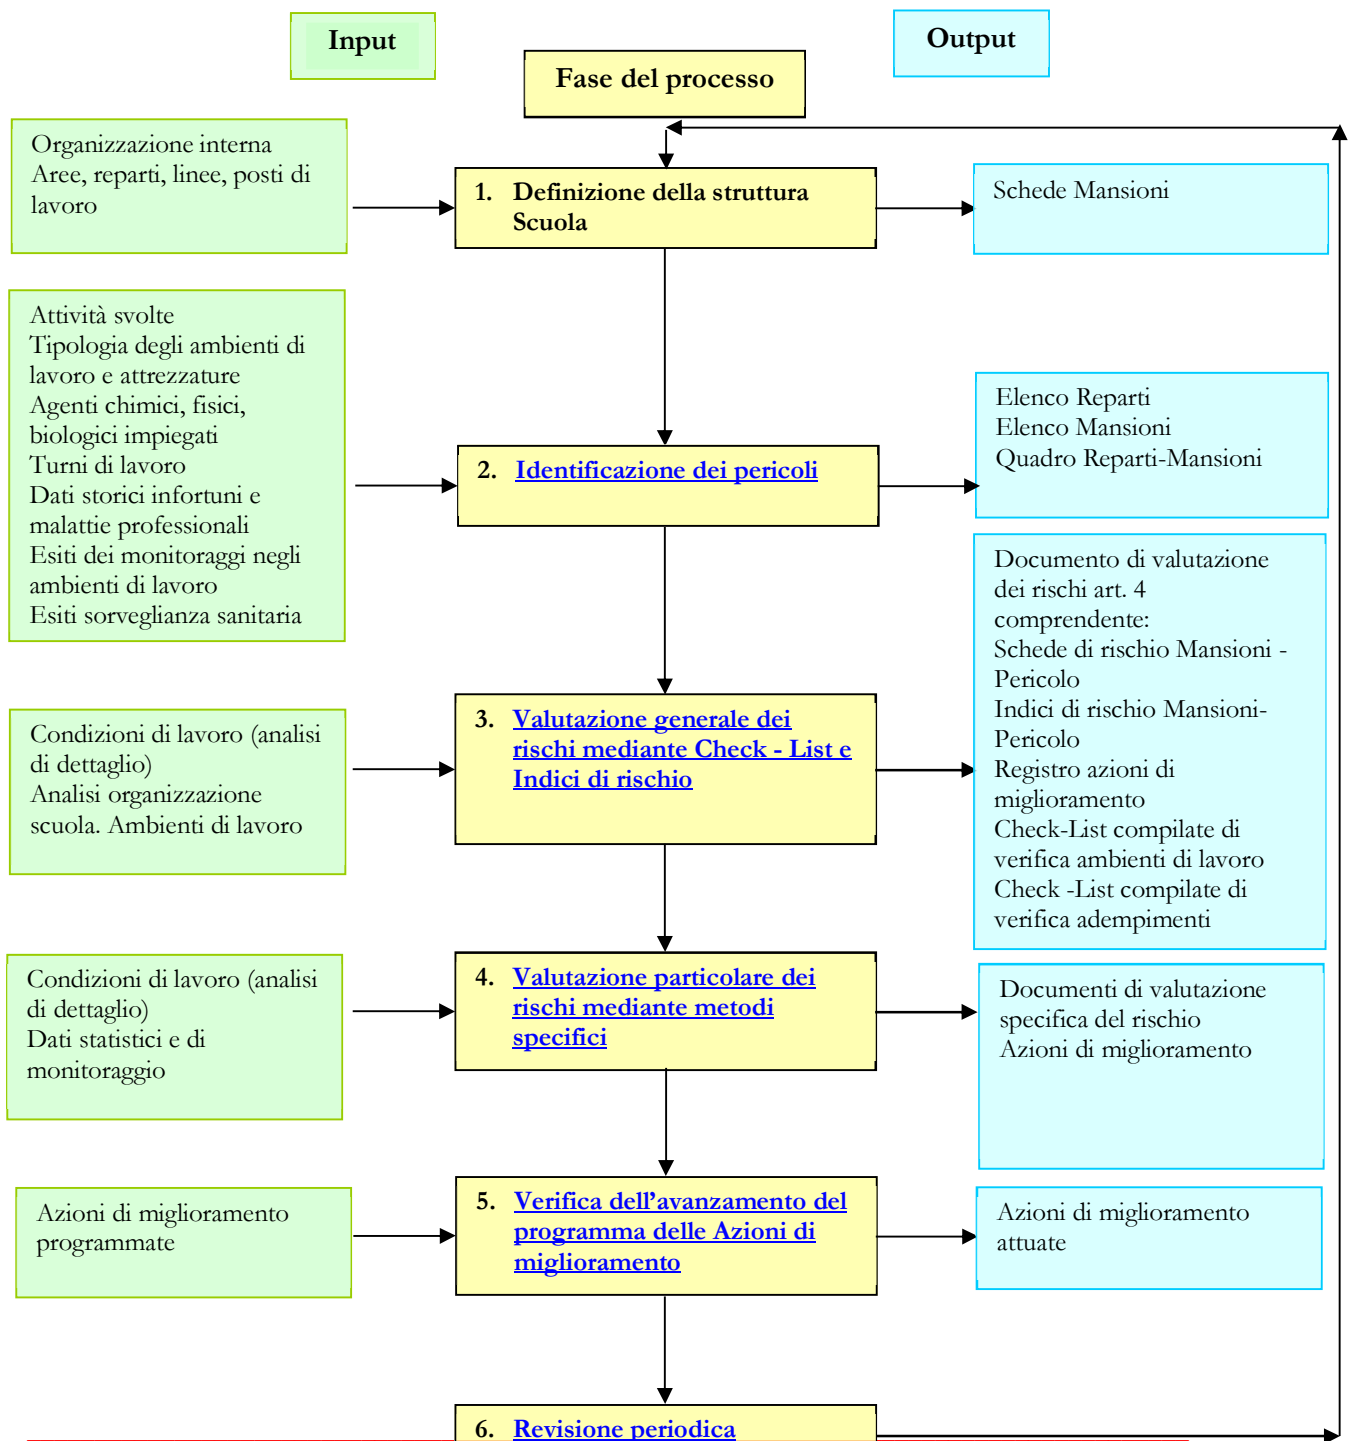 Input
Output
Fase del processo
Organizzazione interna
Aree, reparti, linee, posti di
lavoro
1. Definizione della struttura
Scuola
Schede Mansioni
Attività svolte
Tipologia degli ambienti di
lavoro e attrezzature
Agenti chimici, fisici,
biologici impiegati
Turni di lavoro
Dati storici infortuni e
malattie professionali
Esiti dei monitoraggi negli
ambienti di lavoro
Esiti sorveglianza sanitaria
2. Identificazione dei pericoli
Elenco Reparti
Elenco Mansioni
Quadro Reparti-Mansioni
Condizioni di lavoro (analisi
di dettaglio)
Analisi organizzazione
scuola. Ambienti di lavoro
3. Valutazione generale dei
rischi mediante Check - List e
Indici di rischio
Documento di valutazione
dei rischi art. 4
comprendente:
Schede di rischio Mansioni -
Pericolo
Indici di rischio Mansioni-
Pericolo
Registro azioni di
miglioramento
Check-List compilate di
verifica ambienti di lavoro
Check -List compilate di
verifica adempimenti
Condizioni di lavoro (analisi
di dettaglio)
Dati statistici e di
monitoraggio
4. Valutazione particolare dei
rischi mediante metodi
specifici
Documenti di valutazione
specifica del rischio
Azioni di miglioramento
Azioni di miglioramento
programmate
5. Verifica dell'avanzamento del
programma delle Azioni di
miglioramento
Azioni di miglioramento
attuate
6. Revisione periodica